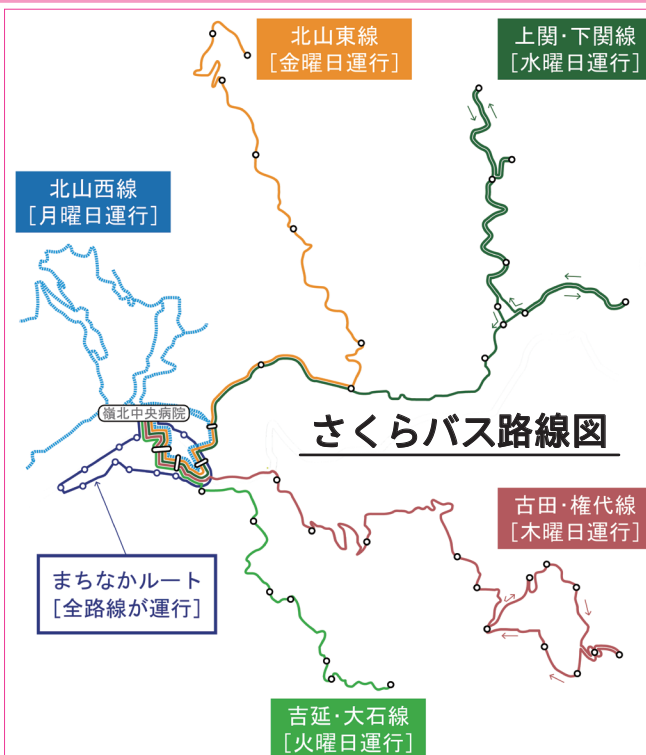 北山東線
[金曜日運行]
上関・下関線
[水曜日運行]
北山西線
[月曜日運行]
嶺北中央病院
さくらバス路線図
古田・権代線
[木曜日運行]
まちなかルート
[全路線が運行]
吉延・大石線
[火曜日運行]